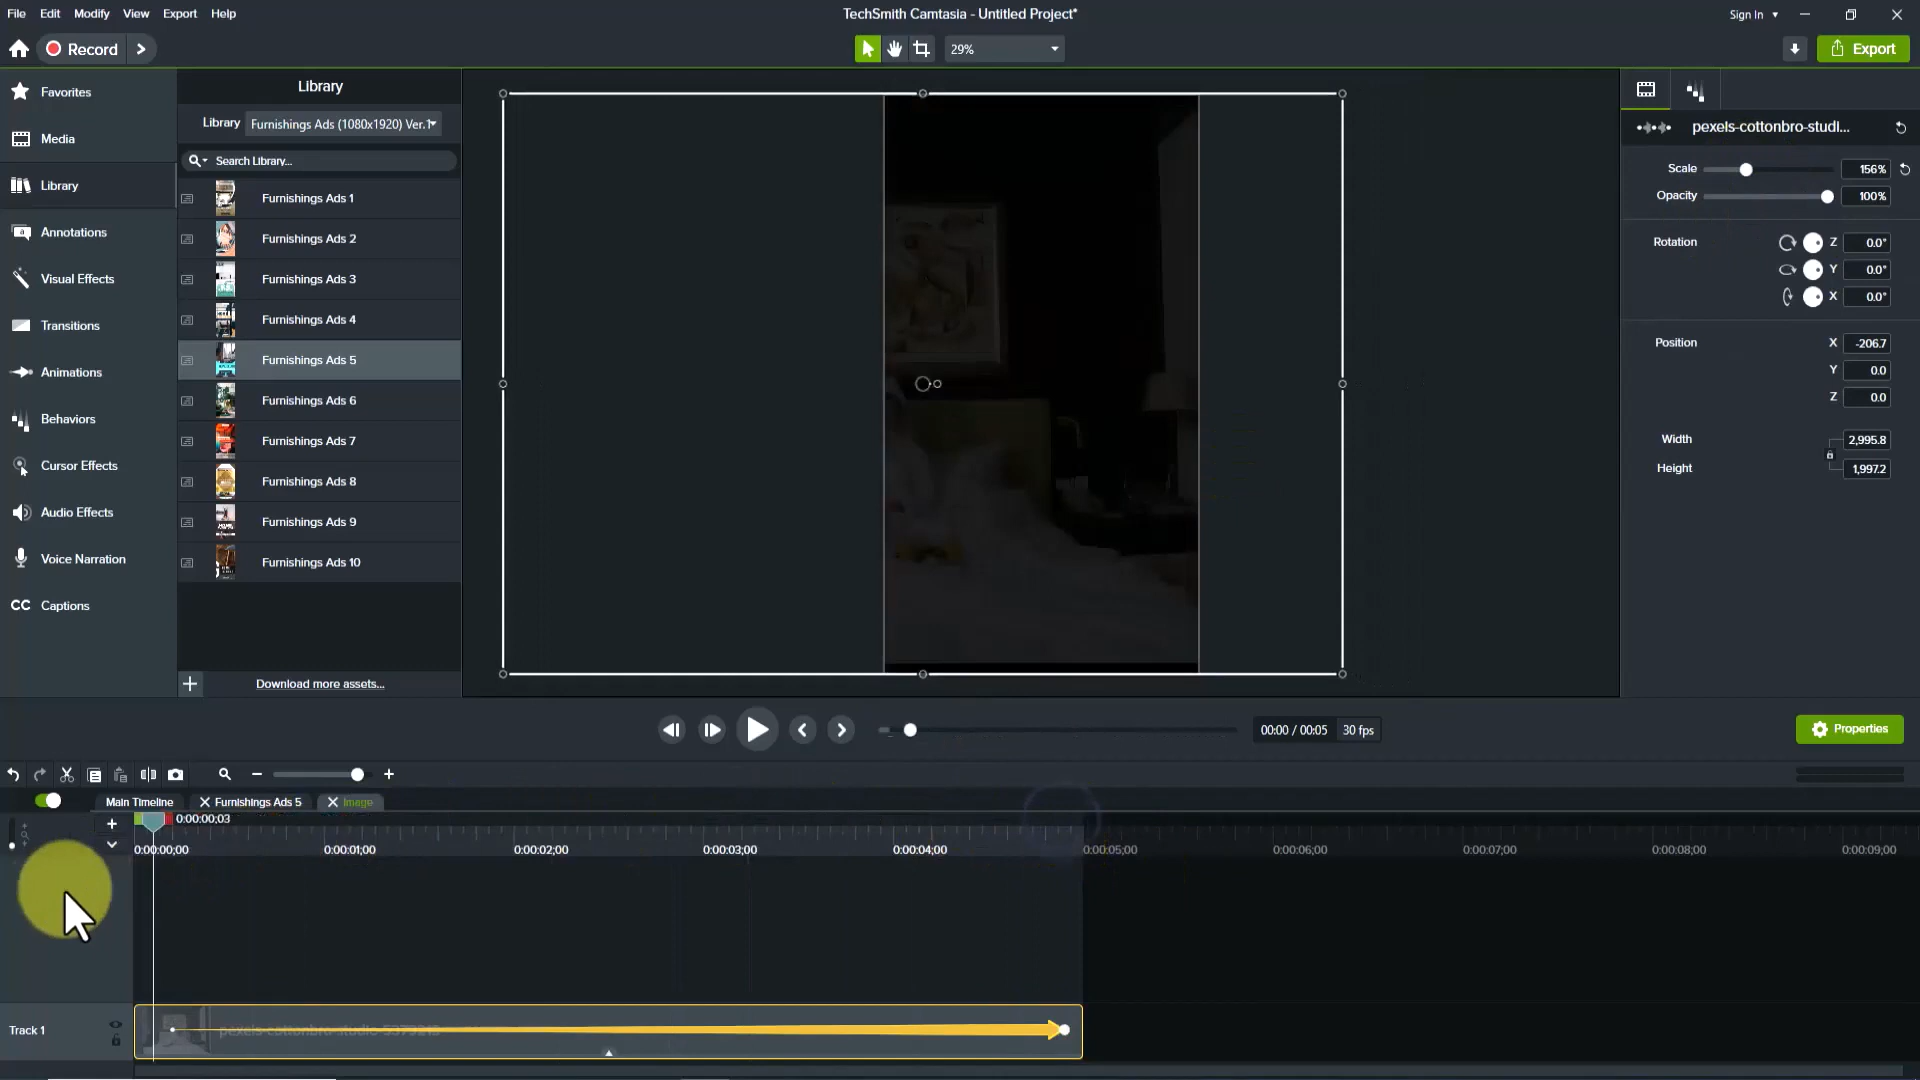 File Edit Modify View Export Help
TechSmith Camtasia - Untitled Project*
Sign In
Record
29%
Export
Favorites
Media
Library
Annotations
Visual Effects
Transitions
Animations
Behaviors
Cursor Effects
Audio Effects
Voice Narration
CC Captions
Library
Library Furnishings Ads (1080x1920) Ver.1
Search Library...
Furnishings Ads 1
Furnishings Ads 2
Furnishings Ads 3
Furnishings Ads 4
Furnishings Ads 5
Furnishings Ads 6
Furnishings Ads 7
Furnishings Ads 8
Furnishings Ads 9
Furnishings Ads 10
Download more assets...
pexels-cottonbro-studi...
Scale 156%
Opacity 100%
Rotation Z 0.0°
Y 0.0°
X 0.0°
Position X -206.7
Y 0.0
Z 0.0
Width 2,995.8
Height 1,997.2
00:00 / 00:05 30 fps
Properties
Main Timeline Furnishings Ads 5 Image
0:00:00;03
0:00:00;00 0:00:01;00 0:00:02;00 0:00:03;00 0:00:04;00 0:00:05;00 0:00:06;00 0:00:07;00 0:00:08;00 0:00:09;00
Track 1